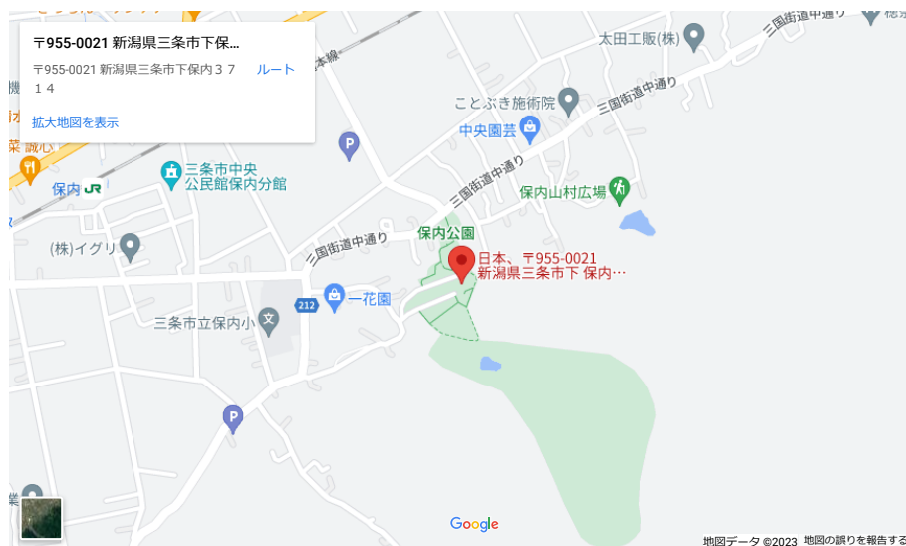 〒955-0021 新潟県三条市下保...
〒955-0021 新潟県三条市下保内３７
１４
ルート
拡大地図を表示
本線
太田工販(株)
ことぶき施術院
三国街道中通り
中央園芸
P
菜 誠心
三条市中央
公民館保内分館
保内 JR
三国街道中通り
保内山村広場
保内公園
(株)イグリ
三国街道中通り
日本、〒955-0021
新潟県三条市下 保内…
212
一花園
三条市立保内小
文
P
業
Google
地図データ ©2023
地図の誤りを報告する